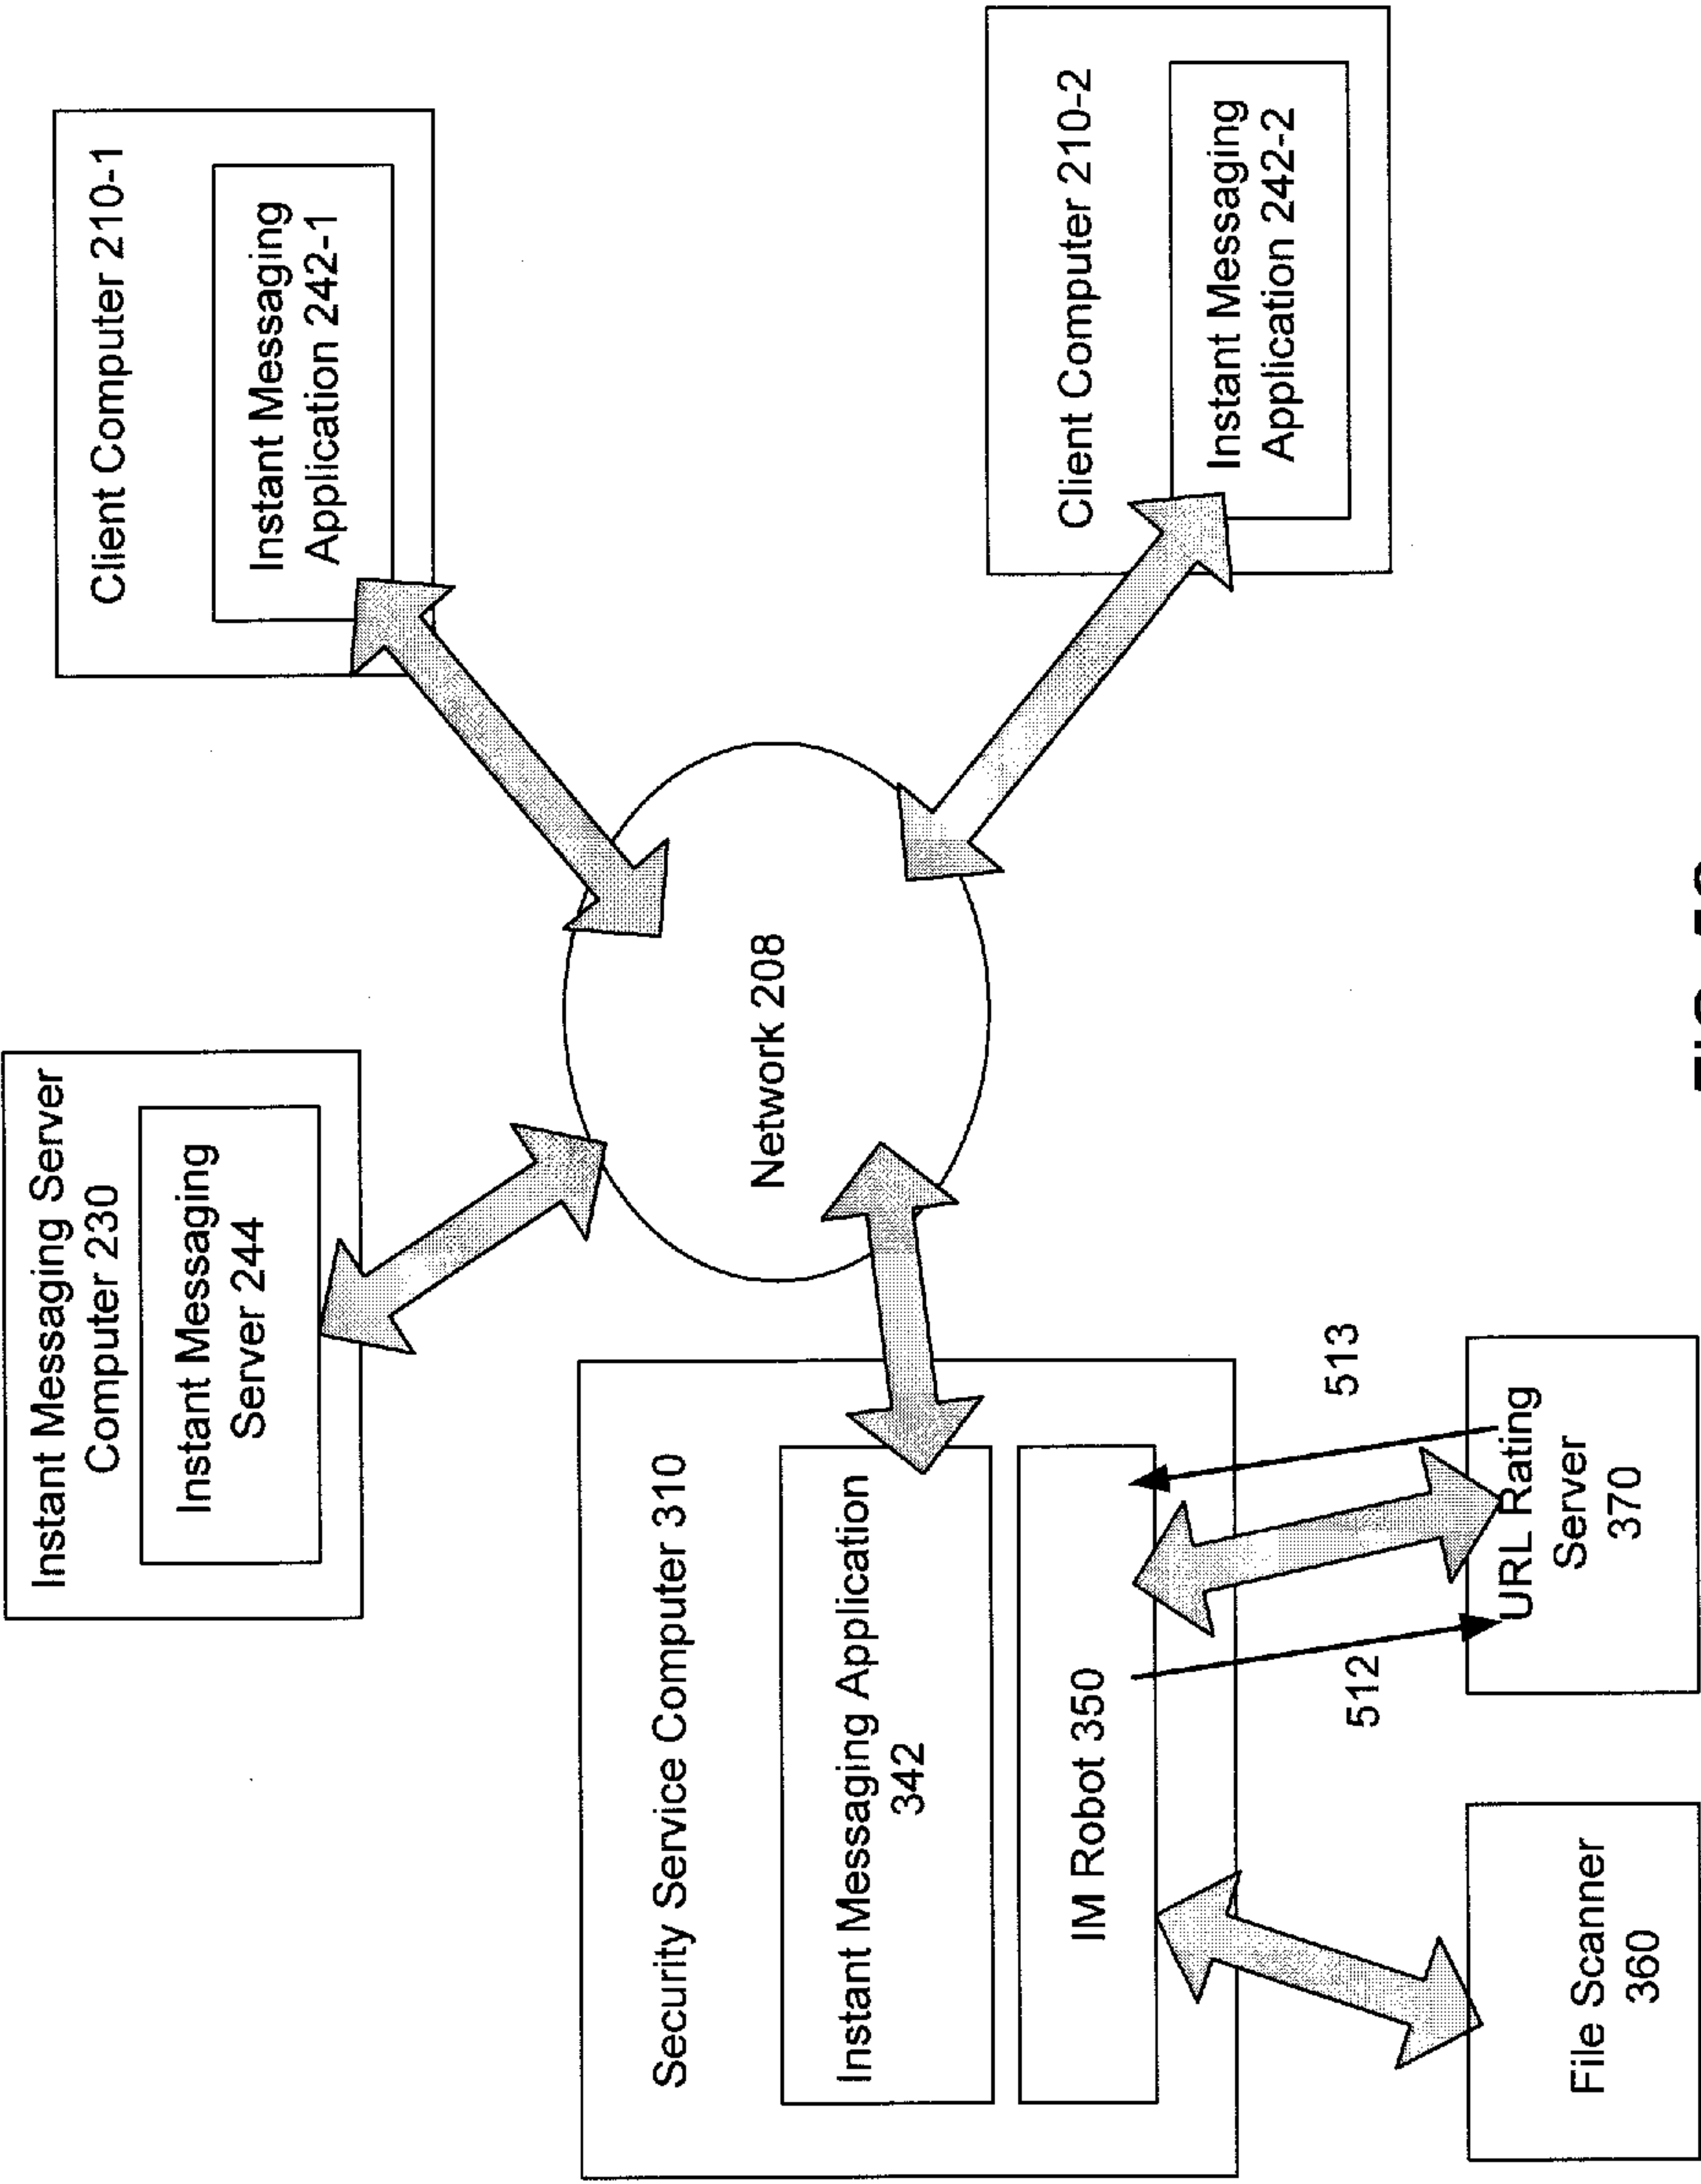 Instant Messaging Server
Computer 230
Instant Messaging
Server 244
Client Computer 210-1
Instant Messaging
Application 242-1
Network 208
Security Service Computer 310
Instant Messaging Application
342
IM Robot 350
Client Computer 210-2
Instant Messaging
Application 242-2
512
513
File Scanner
360
URL Rating
Server
370